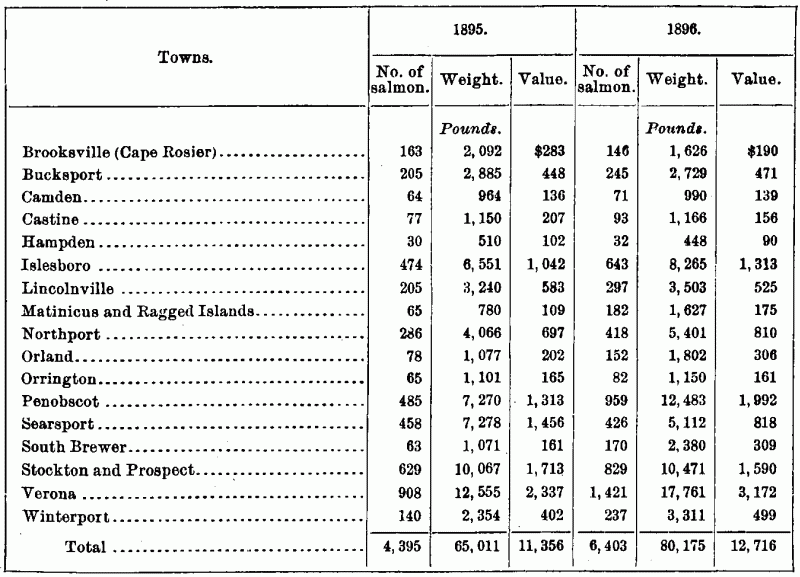 Towns. 1895. 1896.
No. of salmon. Weight. Value. No. of salmon. Weight. Value.
Pounds. Pounds.
Brooksville (Cape Rosier) 163 2,092 $283 146 1,626 $190
Bucksport 205 2,885 448 245 2,729 471
Camden 64 964 136 71 990 139
Castine 77 1,150 207 93 1,166 156
Hampden 30 510 102 32 448 90
Islesboro 474 6,551 1,042 643 8,265 1,313
Lincolnville 205 3,240 583 297 3,503 525
Matinicus and Ragged Islands 65 780 109 182 1,627 175
Northport 286 4,066 697 418 5,401 810
Orland 78 1,077 202 152 1,802 306
Orrington 65 1,101 165 82 1,150 161
Penobscot 485 7,270 1,313 959 12,483 1,992
Searsport 458 7,278 1,456 426 5,112 818
South Brewer 63 1,071 161 170 2,380 309
Stockton and Prospect 629 10,067 1,713 829 10,471 1,590
Verona 908 12,555 2,337 1,421 17,761 3,172
Winterport 140 2,354 402 237 3,311 499
Total 4,395 65,011 11,356 6,403 80,175 12,716